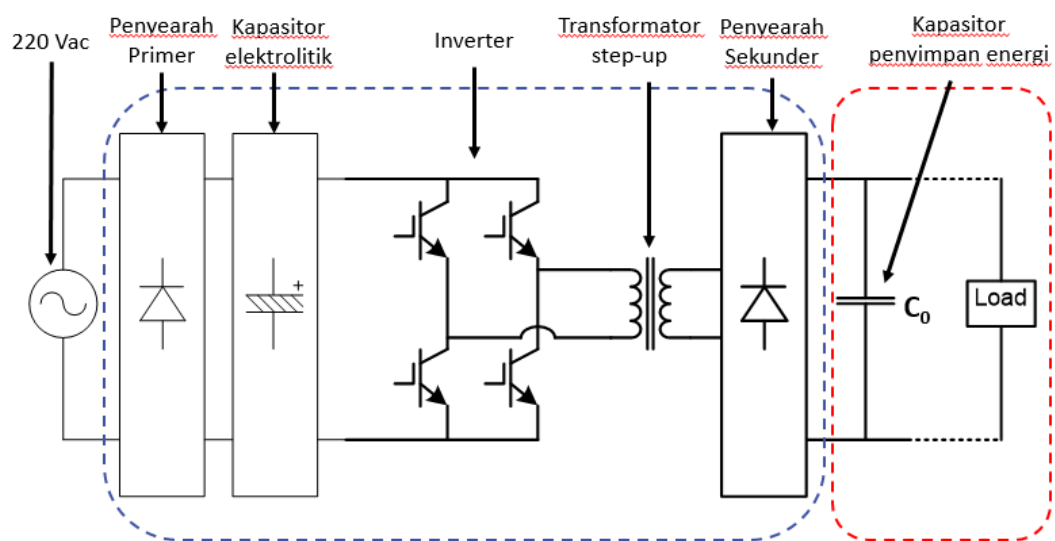 220 Vac
Penyearah
Primer
Kapasitor
elektrolitik
Inverter
Transformator
step-up
Penyearah
Sekunder
Kapasitor
penyimpan energi
+
C₀
Load